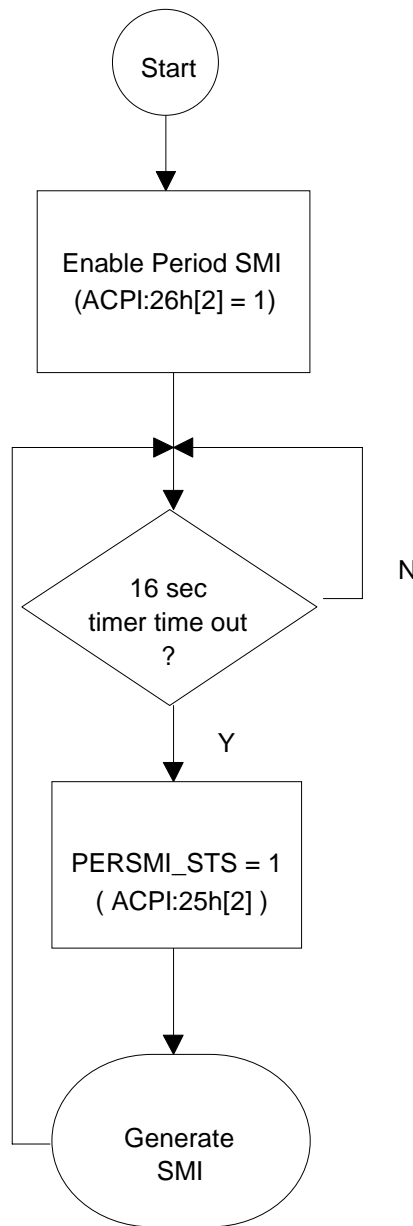 Start
Enable Period SMI
(ACPI:26h[2] = 1)
16 sec
timer time out
?
N
Y
PERSMI_STS = 1
( ACPI:25h[2] )
Generate
SMI